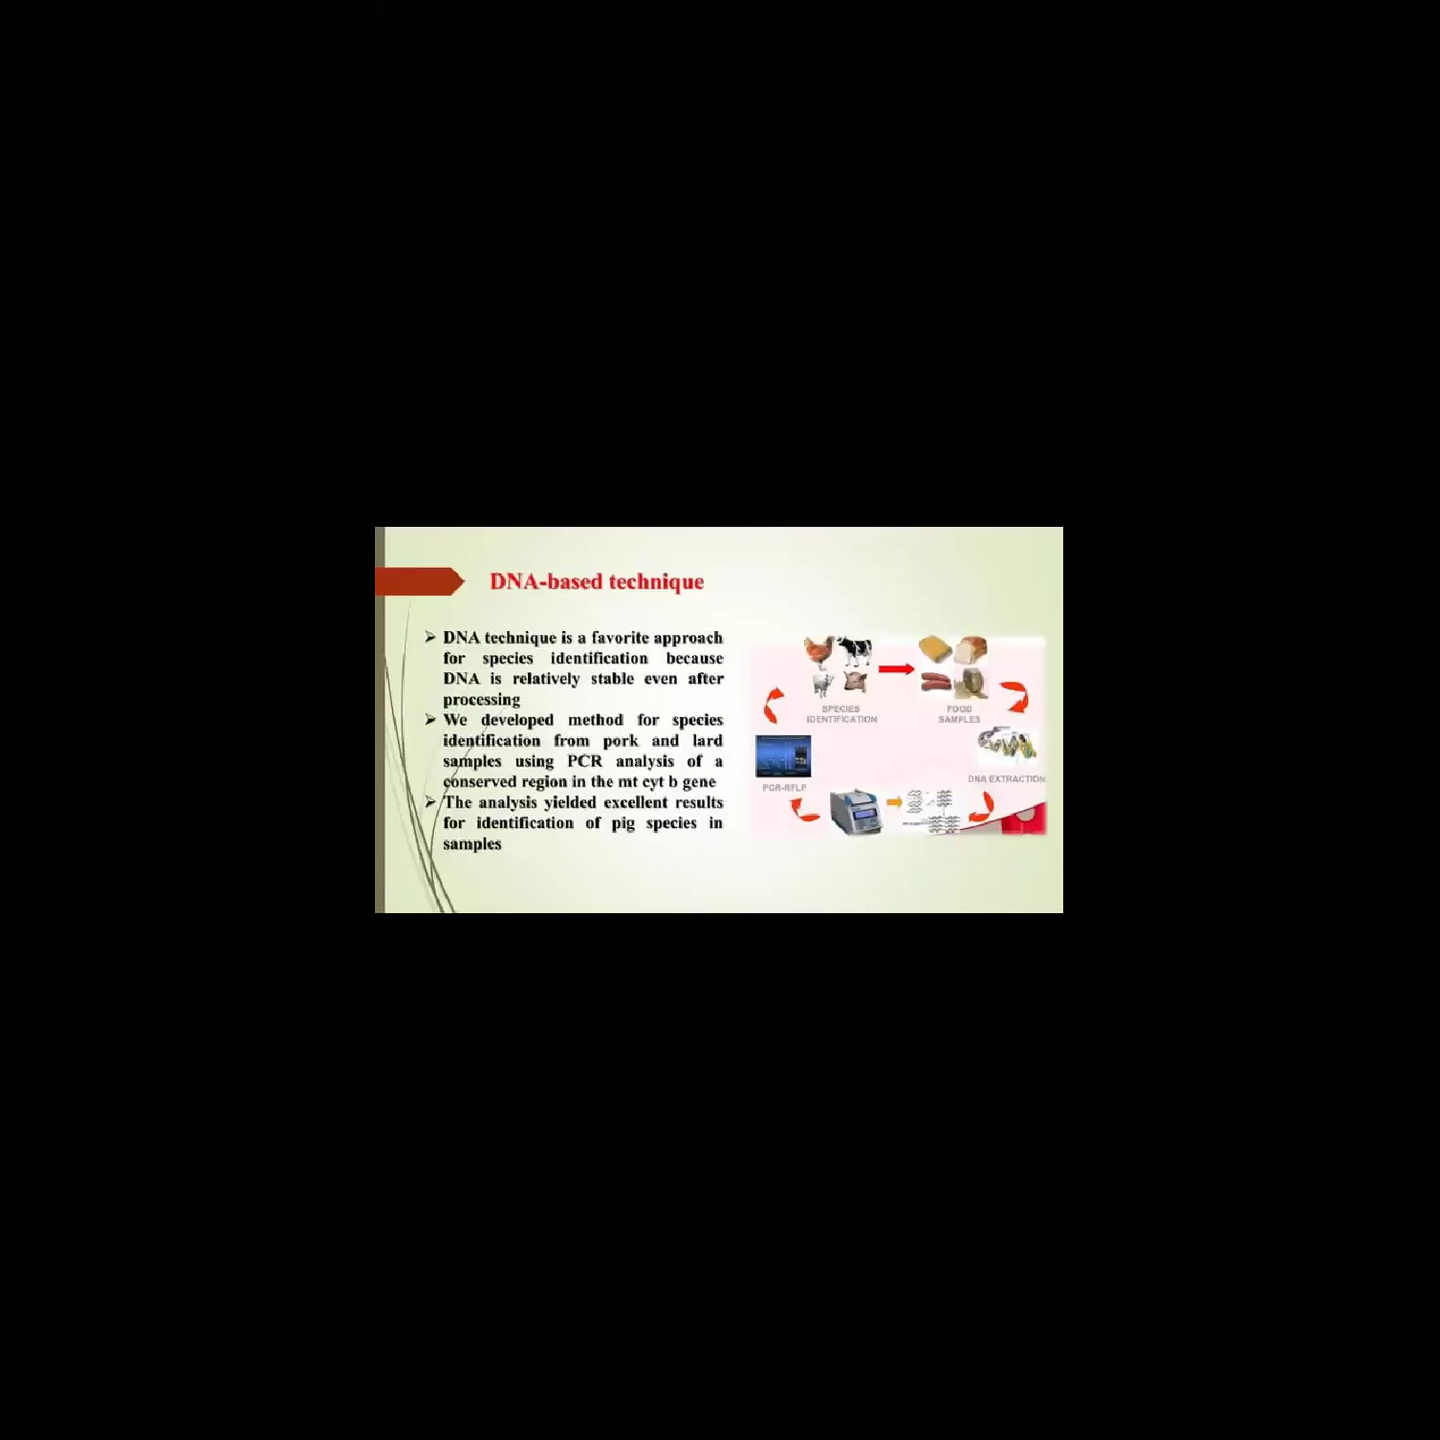 DNA-based technique
➢ DNA technique is a favorite approach
for species identification because
DNA is relatively stable even after
processing
➢ We developed method for species
identification from pork and lard
samples using PCR analysis of a
conserved region in the mt cyt b gene
➢ The analysis yielded excellent results
for identification of pig species in
samples
SPECIES
IDENTIFICATION
FOOD
SAMPLES
DNA EXTRACTION
PCR-RFLP